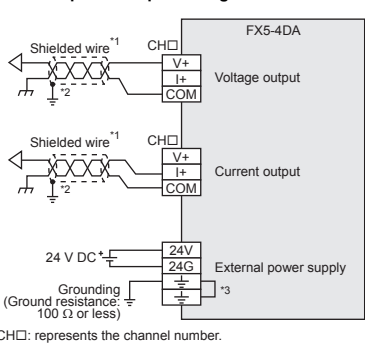 FX5-4DA
Shielded wire*1
CH□
V+
I+
COM
*2
Voltage output
Shielded wire*1
CH□
V+
I+
COM
*2
Current output
24 V DC
+
24V
24G
External power supply
*3
Grounding
(Ground resistance:
100 Ω or less)
CH□: represents the channel number.